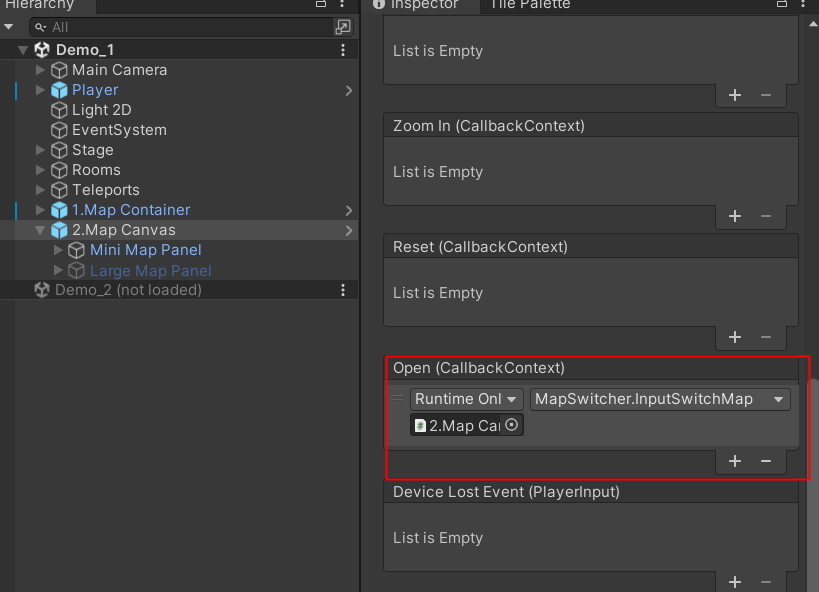 Hierarchy
All
Demo_1
Main Camera
Player
Light 2D
EventSystem
Stage
Rooms
Teleports
1.Map Container
2.Map Canvas
Mini Map Panel
Large Map Panel
Demo_2 (not loaded)
Inspector
Tile Palette
List is Empty
Zoom In (CallbackContext)
List is Empty
Reset (CallbackContext)
List is Empty
Open (CallbackContext)
Runtime Onl
MapSwitcher.InputSwitchMap
2.Map Ca
Device Lost Event (PlayerInput)
List is Empty